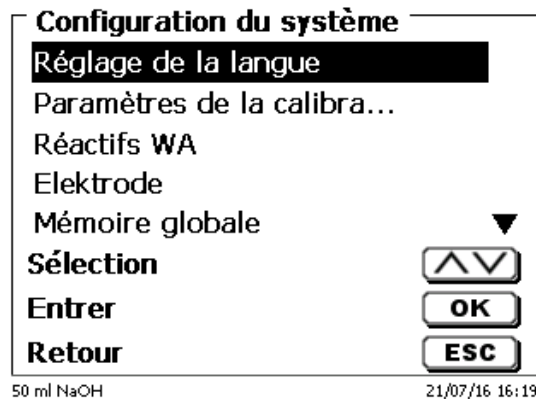 Configuration du système
Réglage de la langue
Paramètres de la calibra...
Réactifs WA
Elektrode
Mémoire globale
Sélection
Entrer OK
Retour ESC
50 ml NaOH 21/07/16 16:19